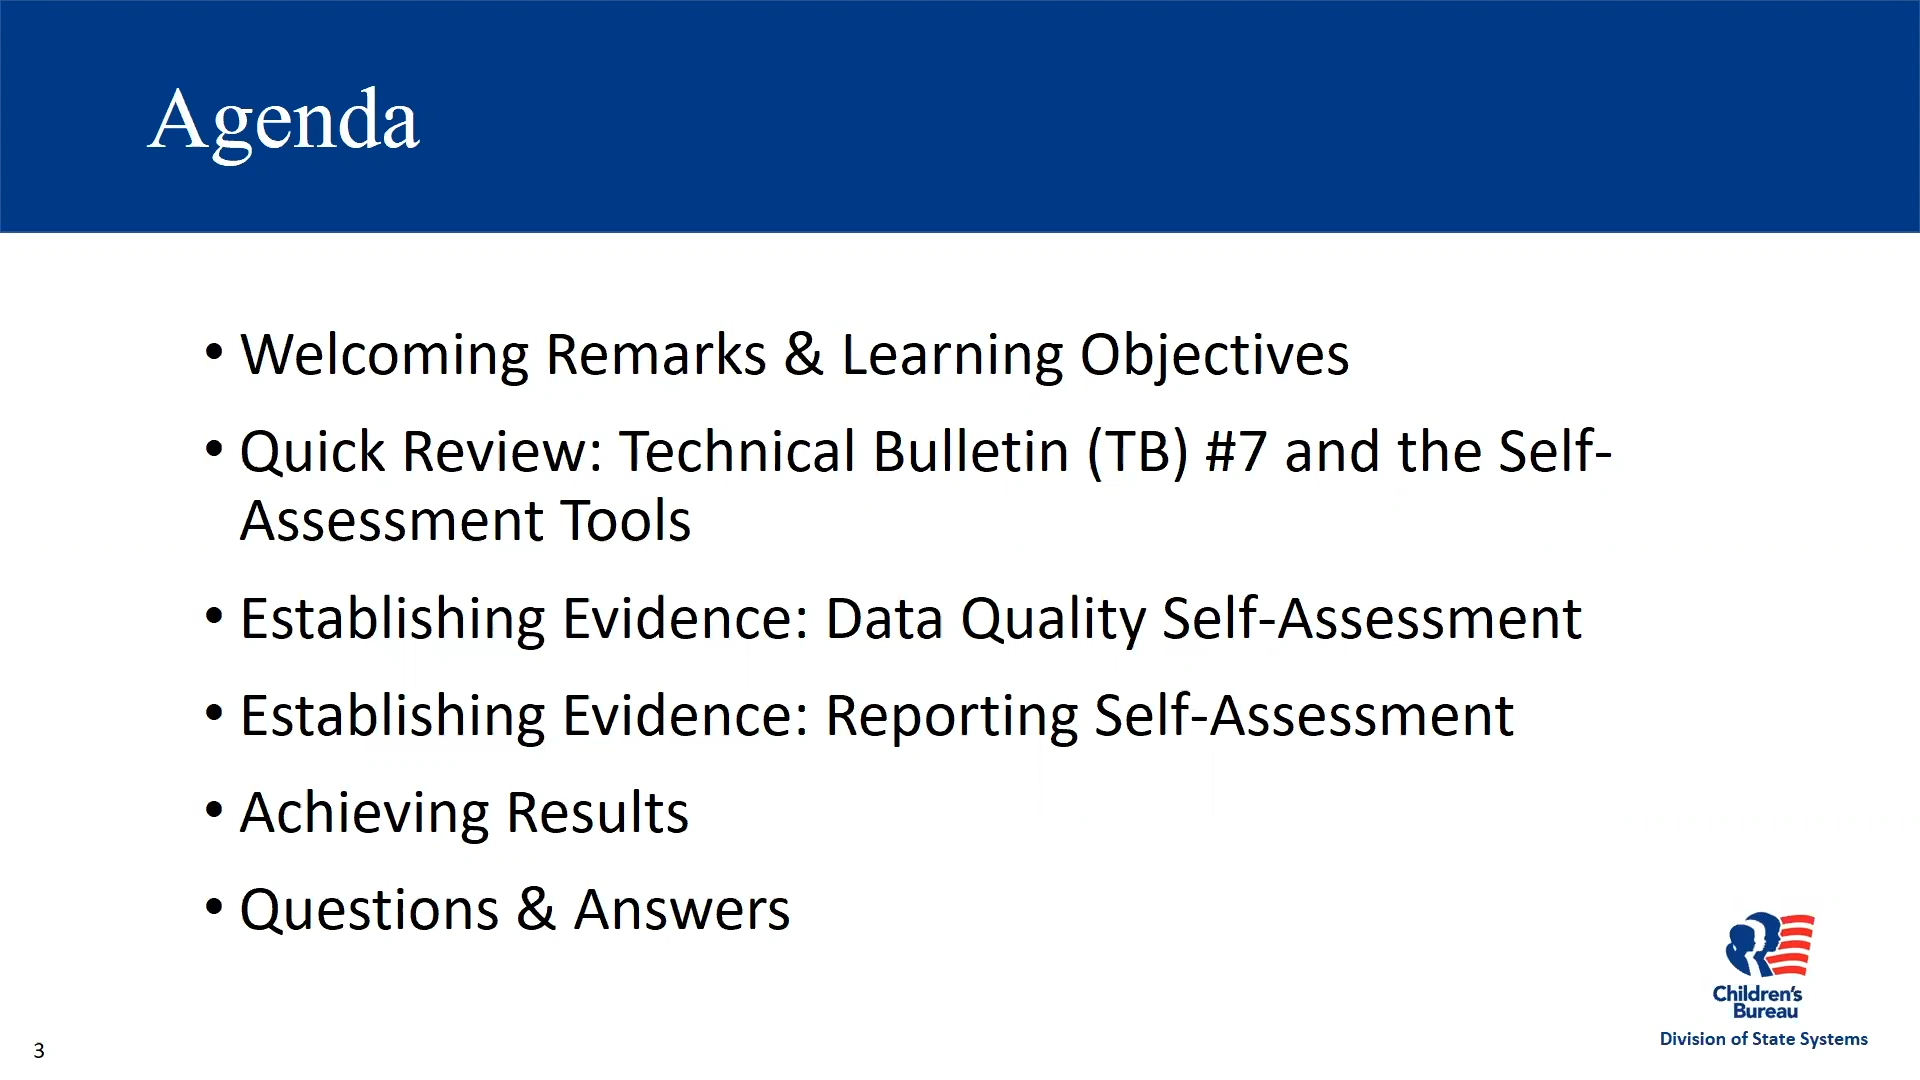 Agenda
• Welcoming Remarks & Learning Objectives
• Quick Review: Technical Bulletin (TB) #7 and the Self-
Assessment Tools
• Establishing Evidence: Data Quality Self-Assessment
• Establishing Evidence: Reporting Self-Assessment
• Achieving Results
• Questions & Answers
Children's
Bureau
Division of State Systems
3